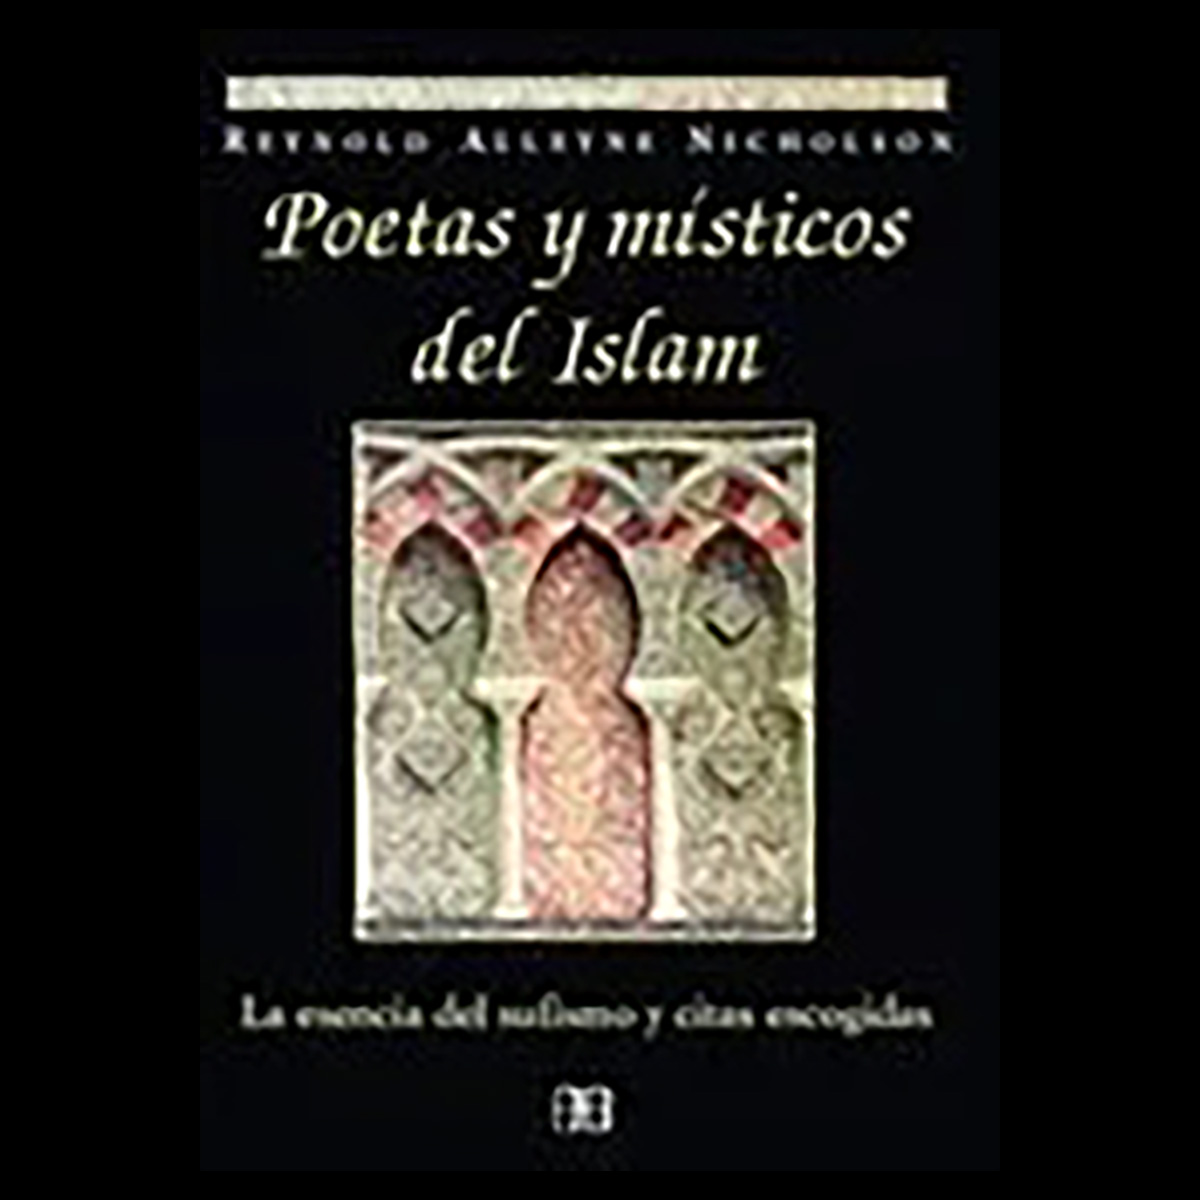 REYNOLD ALLEYNE NICHOLSON
Poetas y místicos
del Islam
La esencia del sufismo y citas escogidas